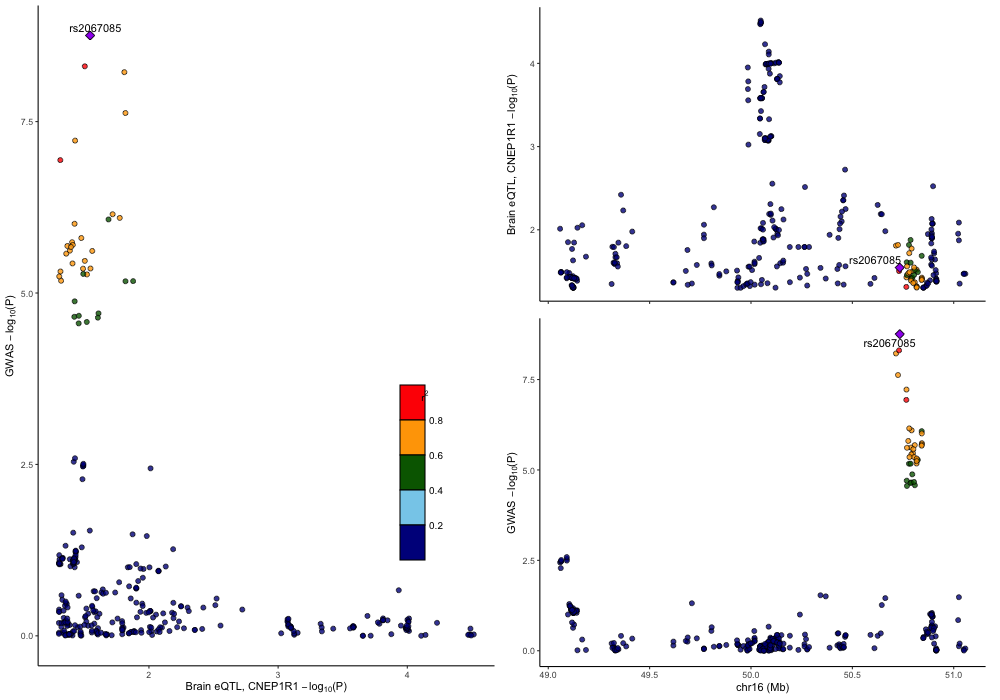 rs2067085
7.5
5.0
2.5
0.0
GWAS −log10(P)
2
3
4
Brain eQTL, CNEP1R1 −log10(P)
r2
0.8
0.6
0.4
0.2
4
3
2
Brain eQTL, CNEP1R1 −log10(P)
rs2067085
rs2067085
7.5
5.0
2.5
0.0
GWAS −log10(P)
49.0 49.5 50.0 50.5 51.0
chr16 (Mb)